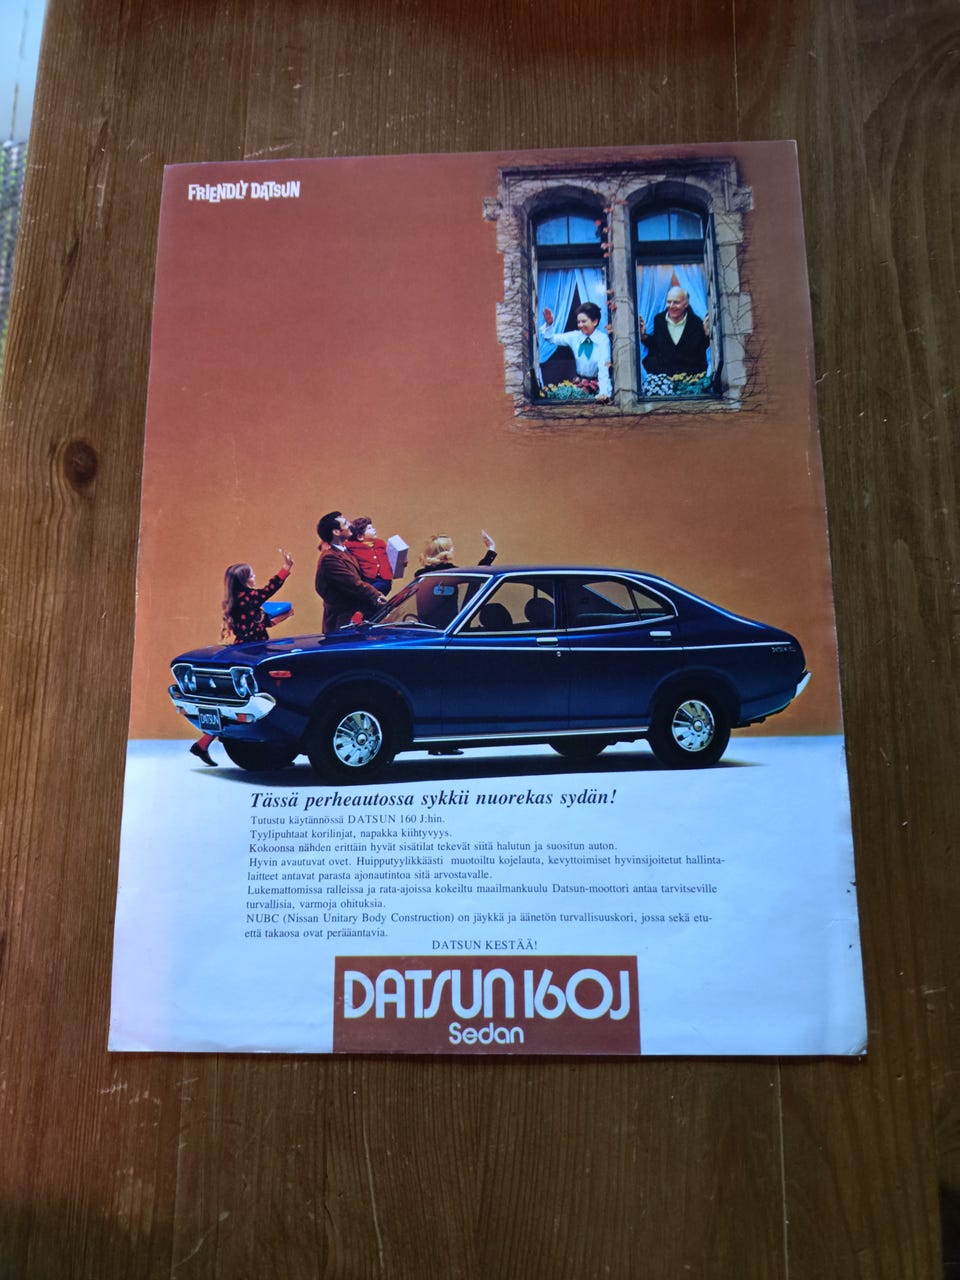 FRIENDLY DATSUN
DATSUN
Tässä perheautossa sykkii nuorekas sydän!
Tutustu käytännössä DATSUN 160 J:hin.
Tyylipuhtaat korilinjat, napakka kiihtyvyys.
Kokoonsa nähden erittäin hyvät sisätilat tekevät siitä halutun ja suositun auton.
Hyvin avautuvat ovet. Huipputyylikkäästi muotoiltu kojelauta, kevyttoimiset hyvinsijoitetut hallinta-
laitteet antavat parasta ajonautintoa sitä arvostavalle.
Lukemattomissa ralleissa ja rata-ajoissa kokeiltu maailmankuulu Datsun-moottori antaa tarvitseville
turvallisia, varmoja ohituksia.
NUBC (Nissan Unitary Body Construction) on jäykkä ja äänetön turvallisuuskori, jossa sekä etu-
että takaosa ovat perääantavia.
DATSUN KESTÄÄ!
DATSUN 160J
Sedan